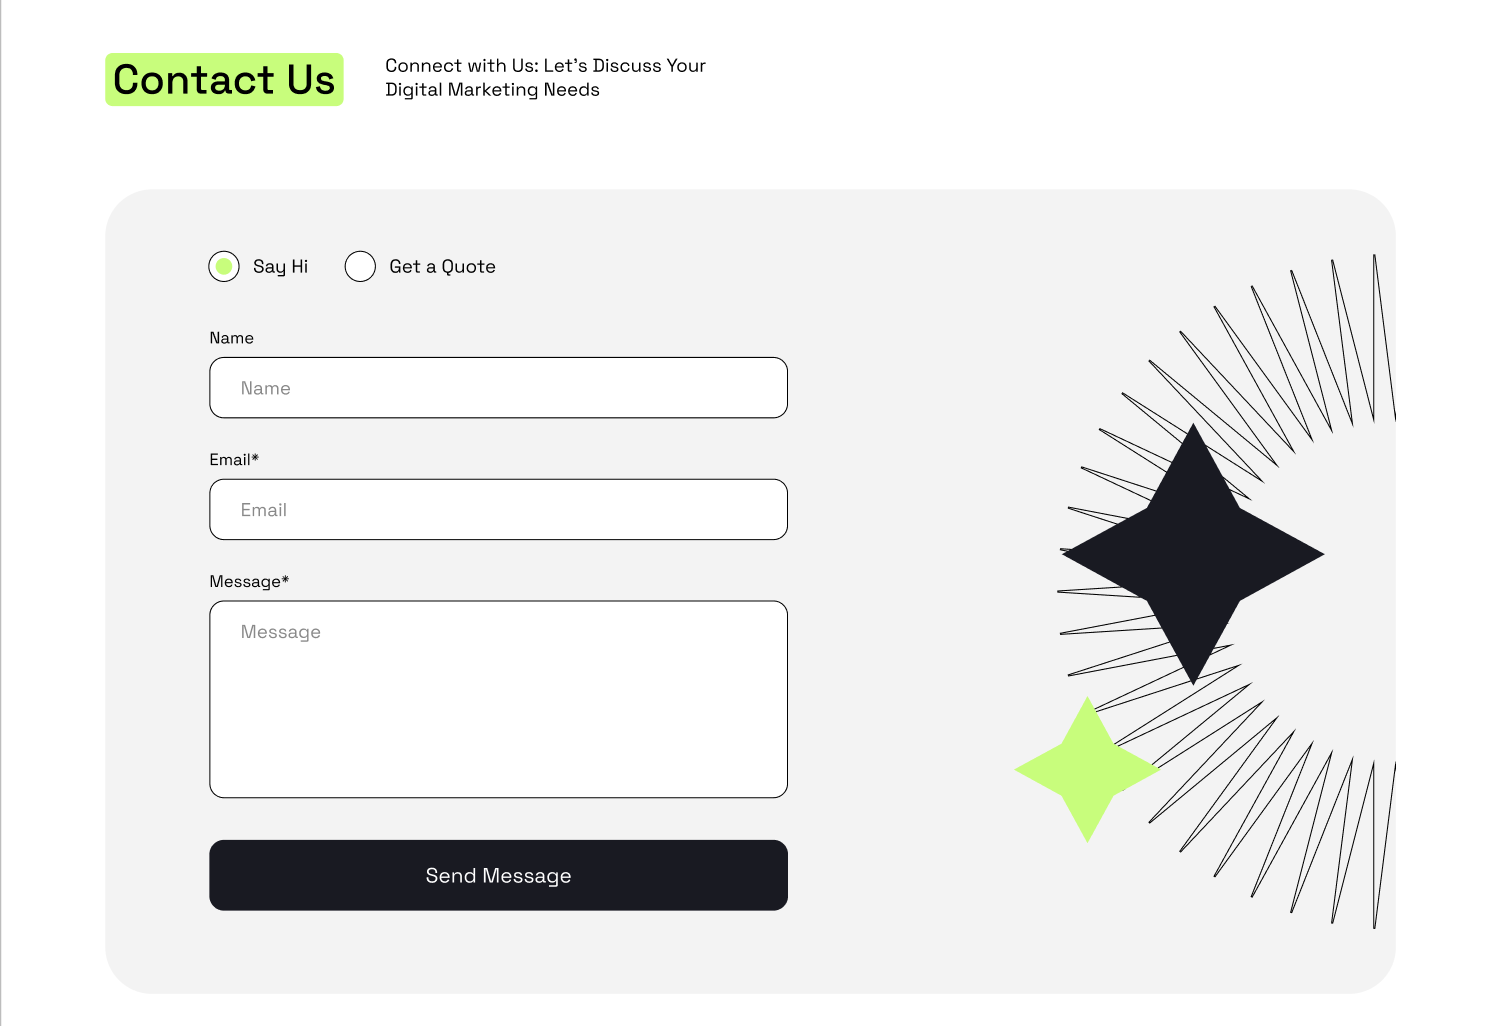 Contact Us
Connect with Us: Let's Discuss Your
Digital Marketing Needs
Say Hi
Get a Quote
Name
Name
Email*
Email
Message*
Message
Send Message